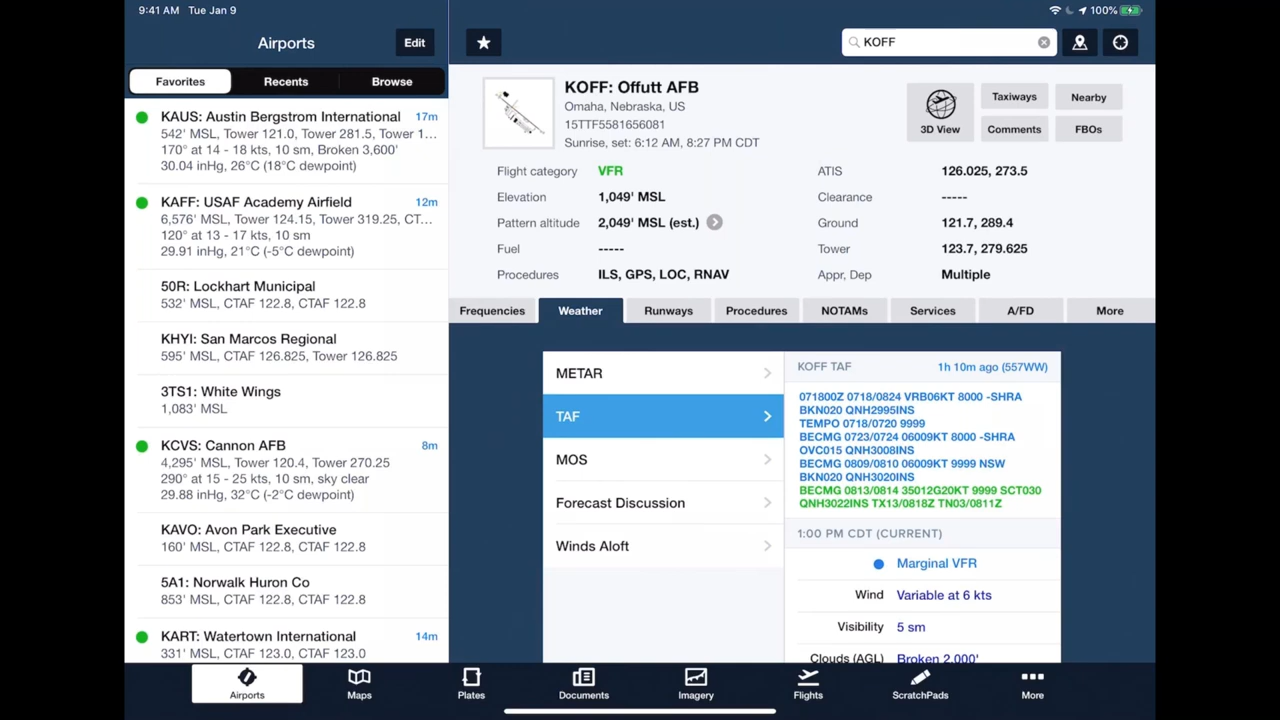 9:41 AM Tue Jan 9
100%
Airports
Edit
Favorites
Recents
Browse
KAUS: Austin Bergstrom International 17m
542' MSL, Tower 121.0, Tower 281.5, Tower 1...
170° at 14 - 18 kts, 10 sm, Broken 3,600'
30.04 inHg, 26°C (18°C dewpoint)
KAFF: USAF Academy Airfield 12m
6,576' MSL, Tower 124.15, Tower 319.25, CT...
120° at 13 - 17 kts, 10 sm
29.91 inHg, 21°C (-5°C dewpoint)
50R: Lockhart Municipal
532' MSL, CTAF 122.8, CTAF 122.8
KHYI: San Marcos Regional
595' MSL, CTAF 126.825, Tower 126.825
3TS1: White Wings
1,083' MSL
KCVS: Cannon AFB 8m
4,295' MSL, Tower 120.4, Tower 270.25
290° at 15 - 25 kts, 10 sm, sky clear
29.88 inHg, 32°C (-2°C dewpoint)
KAVO: Avon Park Executive
160' MSL, CTAF 122.8, CTAF 122.8
5A1: Norwalk Huron Co
853' MSL, CTAF 122.8, CTAF 122.8
KART: Watertown International 14m
331' MSL, CTAF 123.0, CTAF 123.0
KOFF
KOFF: Offutt AFB
Omaha, Nebraska, US
15TTF5581656081
Sunrise, set: 6:12 AM, 8:27 PM CDT
3D View
Taxiways
Nearby
Comments
FBOs
Flight category VFR
Elevation 1,049' MSL
Pattern altitude 2,049' MSL (est.)
Fuel -----
Procedures ILS, GPS, LOC, RNAV
ATIS 126.025, 273.5
Clearance -----
Ground 121.7, 289.4
Tower 123.7, 279.625
Appr, Dep Multiple
Frequencies
Weather
Runways
Procedures
NOTAMs
Services
A/FD
More
METAR
TAF
MOS
Forecast Discussion
Winds Aloft
KOFF TAF 1h 10m ago (557WW)
071800Z 0718/0824 VRB06KT 8000 -SHRA
BKN020 QNH2995INS
TEMPO 0718/0720 9999
BECMG 0723/0724 06009KT 8000 -SHRA
OVC015 QNH3008INS
BECMG 0809/0810 06009KT 9999 NSW
BKN020 QNH3020INS
BECMG 0813/0814 35012G20KT 9999 SCT030
QNH3022INS TX13/0818Z TN03/0811Z
1:00 PM CDT (CURRENT)
Marginal VFR
Wind Variable at 6 kts
Visibility 5 sm
Clouds (AGL) Broken 2,000'
Airports
Maps
Plates
Documents
Imagery
Flights
ScratchPads
More